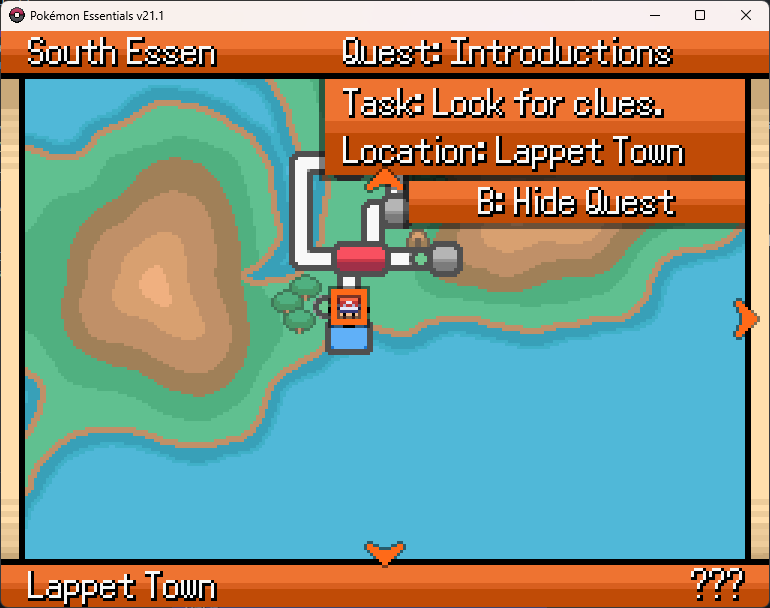 Pokémon Essentials v21.1
South Essen
Quest: Introductions
Task: Look for clues.
Location: Lappet Town
B: Hide Quest
Lappet Town
???